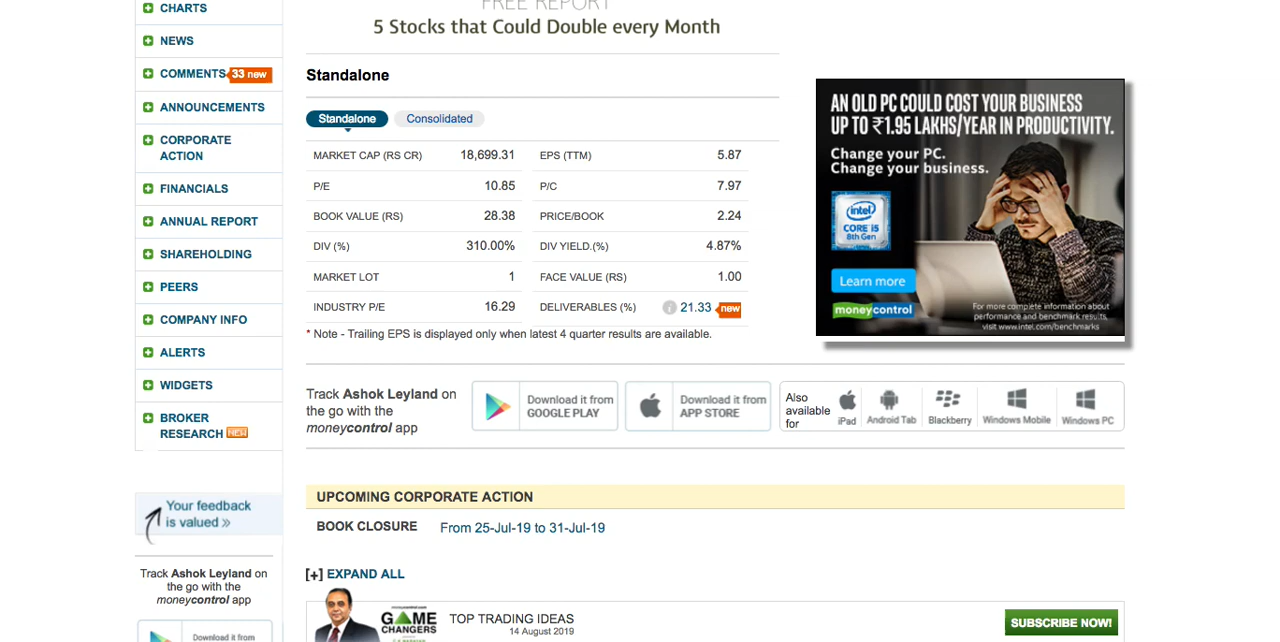 CHARTS
NEWS
COMMENTS 33 new
ANNOUNCEMENTS
CORPORATE
ACTION
FINANCIALS
ANNUAL REPORT
SHAREHOLDING
PEERS
COMPANY INFO
ALERTS
WIDGETS
BROKER
RESEARCH NEW
Your feedback
is valued »
Track Ashok Leyland on
the go with the
moneycontrol app
Download it from
FREE REPORT
5 Stocks that Could Double every Month
Standalone
Standalone Consolidated
MARKET CAP (RS CR) 18,699.31 EPS (TTM) 5.87
P/E 10.85 P/C 7.97
BOOK VALUE (RS) 28.38 PRICE/BOOK 2.24
DIV (%) 310.00% DIV YIELD.(%) 4.87%
MARKET LOT 1 FACE VALUE (RS) 1.00
INDUSTRY P/E 16.29 DELIVERABLES (%) i 21.33 new
* Note - Trailing EPS is displayed only when latest 4 quarter results are available.
AN OLD PC COULD COST YOUR BUSINESS
UP TO ₹1.95 LAKHS/YEAR IN PRODUCTIVITY.
Change your PC.
Change your business.
intel
CORE i5
8th Gen
Learn more
moneycontrol
For more complete information about
performance and benchmark results,
visit www.intel.com/benchmarks
Track Ashok Leyland on
the go with the
moneycontrol app
Download it from
GOOGLE PLAY
Download it from
APP STORE
Also
available
for
iPad Android Tab Blackberry Windows Mobile Windows PC
UPCOMING CORPORATE ACTION
BOOK CLOSURE From 25-Jul-19 to 31-Jul-19
[+] EXPAND ALL
moneycontrol.com
GAME
CHANGERS
TOP TRADING IDEAS
14 August 2019
SUBSCRIBE NOW!